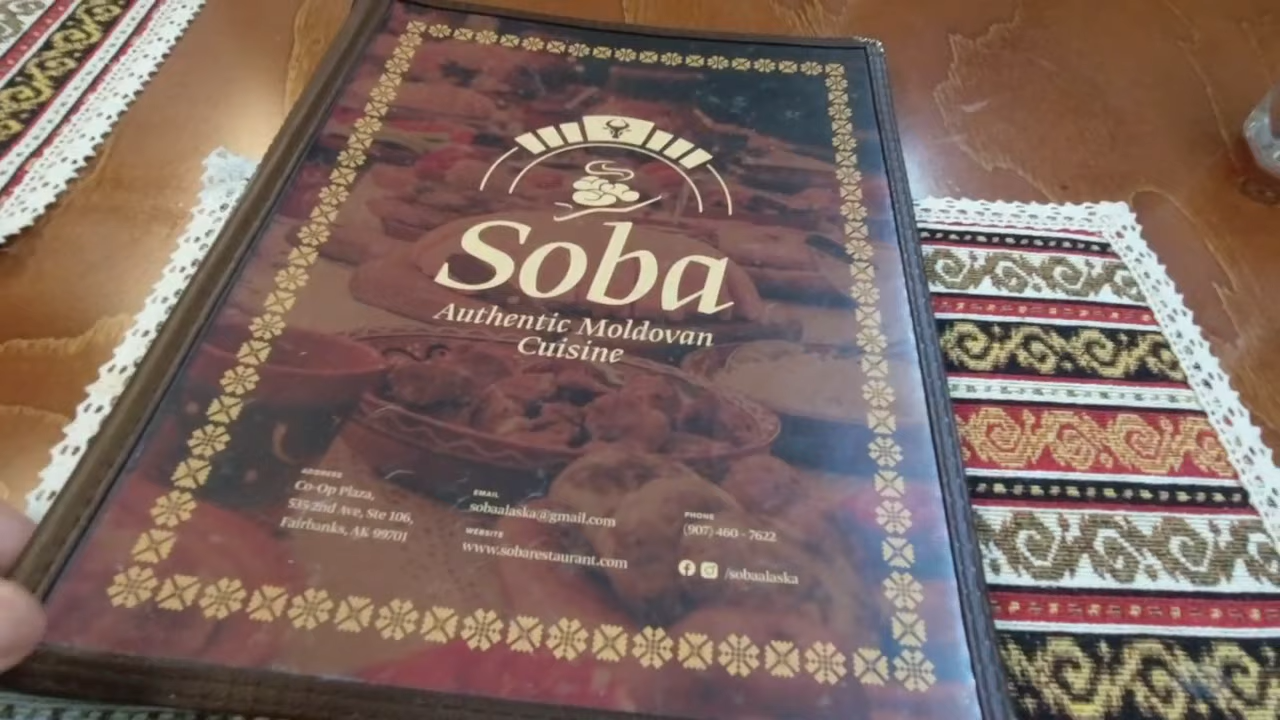 Soba
Authentic Moldovan
Cuisine
ADDRESS
Co-Op Plaza,
535 2nd Ave, Ste 106,
Fairbanks, AK 99701
EMAIL
sobaalaska@gmail.com
WEBSITE
www.sobarestaurant.com
PHONE
(907) 460 - 7622
/sobaalaska